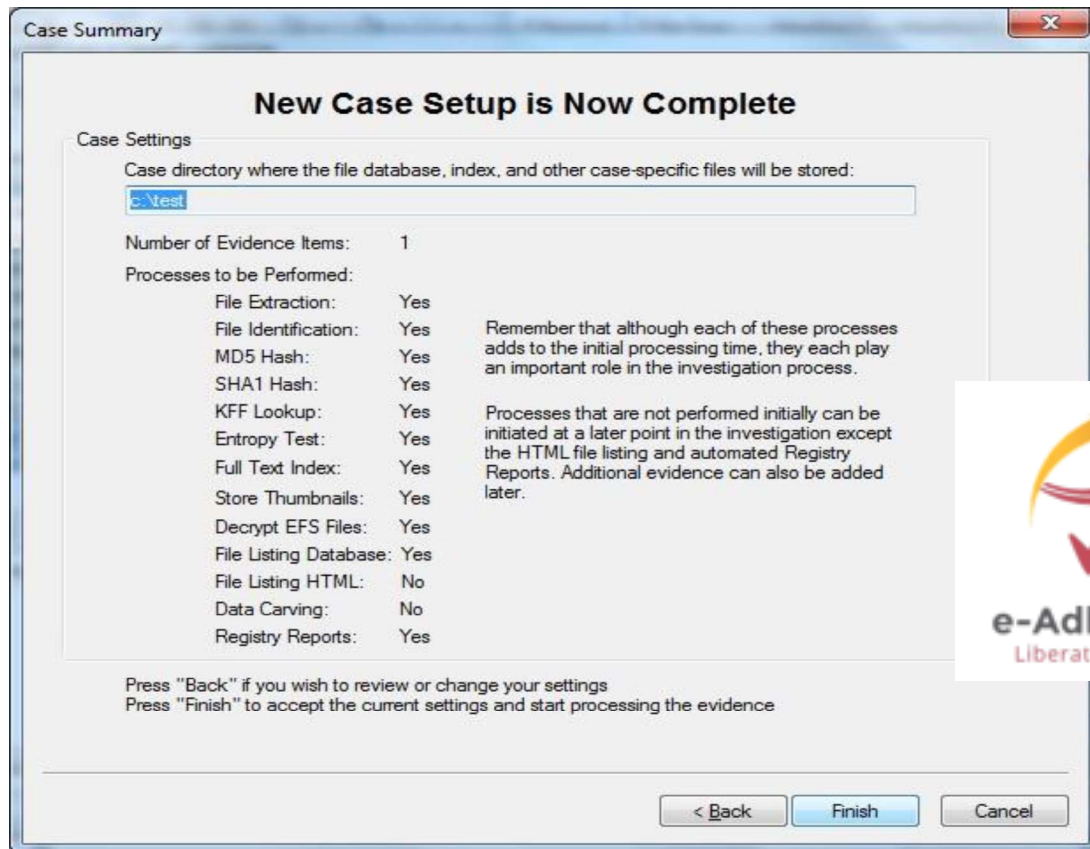 Case Summary
New Case Setup is Now Complete
Case Settings
Case directory where the file database, index, and other case-specific files will be stored:
c:\test
Number of Evidence Items: 1
Processes to be Performed:
File Extraction: Yes
File Identification: Yes
MD5 Hash: Yes
SHA1 Hash: Yes
KFF Lookup: Yes
Entropy Test: Yes
Full Text Index: Yes
Store Thumbnails: Yes
Decrypt EFS Files: Yes
File Listing Database: Yes
File Listing HTML: No
Data Carving: No
Registry Reports: Yes
Remember that although each of these processes
adds to the initial processing time, they each play
an important role in the investigation process.
Processes that are not performed initially can be
initiated at a later point in the investigation except
the HTML file listing and automated Registry
Reports. Additional evidence can also be added
later.
Press "Back" if you wish to review or change your settings
Press "Finish" to accept the current settings and start processing the evidence
< Back
Finish
Cancel